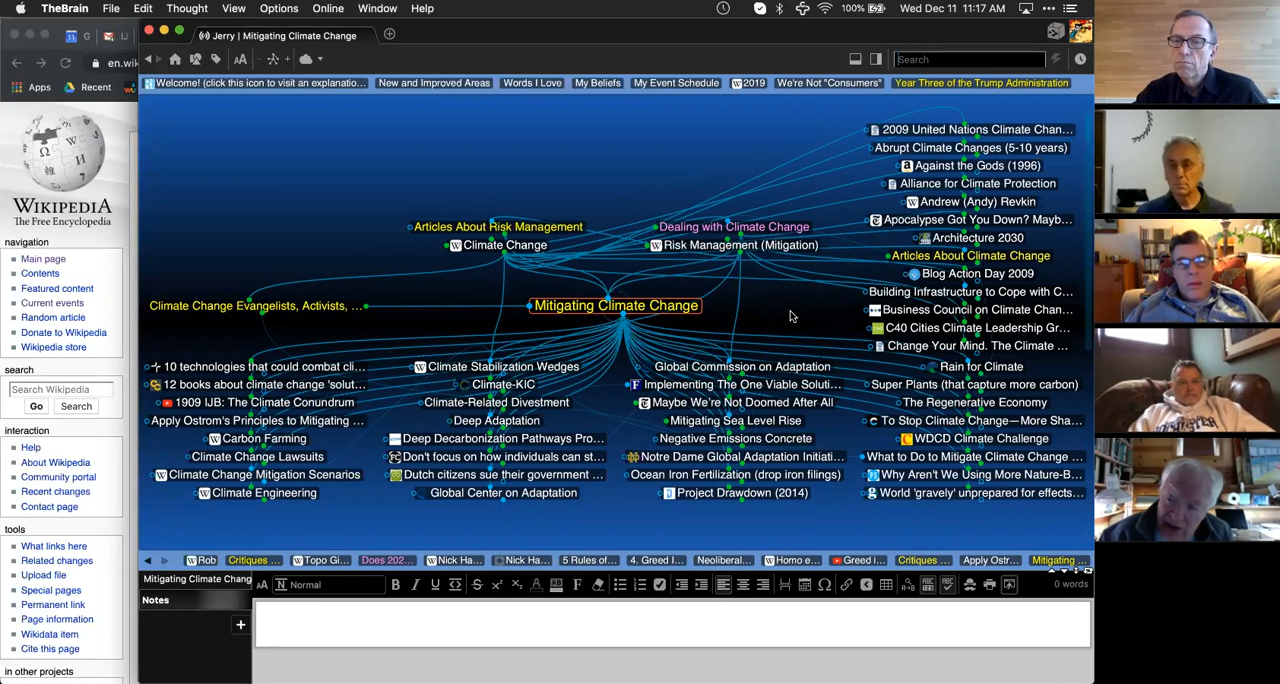 TheBrain File Edit Thought View Options Online Window Help
100% Wed Dec 11 11:17 AM
Jerry | Mitigating Climate Change
en.wik
Apps Recent
Search
Welcome! (click this icon to visit an explanatio...
New and Improved Areas
Words I Love
My Beliefs
My Event Schedule
2019
We're Not "Consumers"
Year Three of the Trump Administration
WIKIPEDIA
The Free Encyclopedia
navigation
Main page
Contents
Featured content
Current events
Random article
Donate to Wikipedia
Wikipedia store
search
Search Wikipedia
Go Search
interaction
Help
About Wikipedia
Community portal
Recent changes
Contact page
tools
What links here
Related changes
Upload file
Special pages
Permanent link
Page information
Wikidata item
Cite this page
in other projects
Articles About Risk Management
Climate Change
Dealing with Climate Change
Risk Management (Mitigation)
Climate Change Evangelists, Activists, ...
Mitigating Climate Change
2009 United Nations Climate Chan...
Abrupt Climate Changes (5-10 years)
Against the Gods (1996)
Alliance for Climate Protection
Andrew (Andy) Revkin
Apocalypse Got You Down? Mayb...
Architecture 2030
Articles About Climate Change
Blog Action Day 2009
Building Infrastructure to Cope with C...
Business Council on Climate Chan...
C40 Cities Climate Leadership Gr...
Change Your Mind. The Climate ...
10 technologies that could combat cli...
12 books about climate change 'solut...
1909 IJB: The Climate Conundrum
Apply Ostrom's Principles to Mitigating ...
Carbon Farming
Climate Change Lawsuits
Climate Change Mitigation Scenarios
Climate Engineering
Climate Stabilization Wedges
Climate-KIC
Climate-Related Divestment
Deep Adaptation
Deep Decarbonization Pathways Pro...
Don't focus on how individuals can st...
Dutch citizens sue their government ...
Global Center on Adaptation
Global Commission on Adaptation
Implementing The One Viable Soluti...
Maybe We're Not Doomed After All
Mitigating Sea Level Rise
Negative Emissions Concrete
Notre Dame Global Adaptation Initiati...
Ocean Iron Fertilization (drop iron filings)
Project Drawdown (2014)
Rain for Climate
Super Plants (that capture more carbon)
The Regenerative Economy
To Stop Climate Change—More Sha...
WDCD Climate Challenge
What to Do to Mitigate Climate Change ...
Why Aren't We Using More Nature-B...
World 'gravely' unprepared for effects...
Rob
Critiques ...
Topo Gi...
Does 202...
Nick Ha...
Nick Ha...
5 Rules of...
4. Greed I...
Neoliberal...
Homo e...
Greed i...
Critiques ...
Apply Ostr...
Mitigating ...
Mitigating Climate Chang
Normal
0 words
Notes